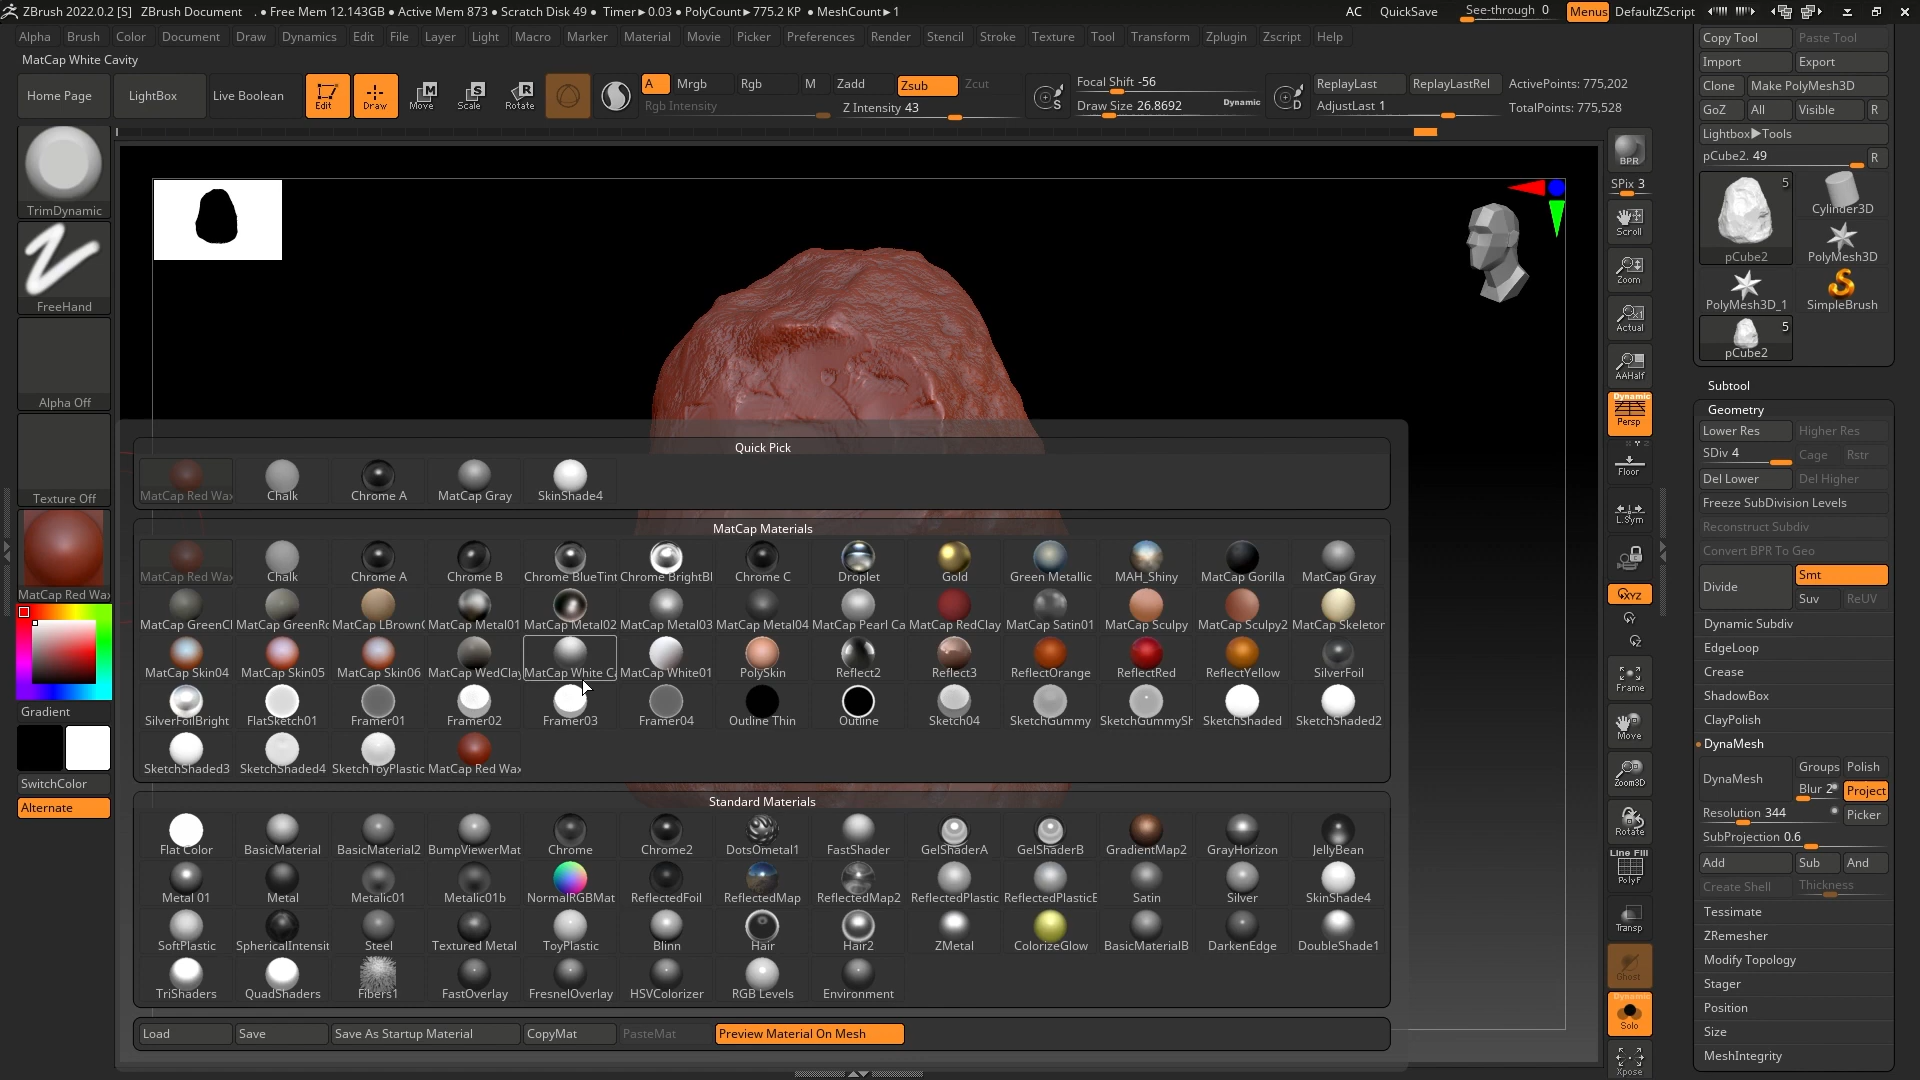 ZBrush 2022.0.2 [S] ZBrush Document . ● Free Mem 12.143GB ● Active Mem 873 ● Scratch Disk 49 ● Timer►0.03 ● PolyCount►775.2 KP ● MeshCount►1 AC QuickSave See-through 0 Menus DefaultZScript
Alpha Brush Color Document Draw Dynamics Edit File Layer Light Macro Marker Material Movie Picker Preferences Render Stencil Stroke Texture Tool Transform Zplugin Zscript Help
MatCap White Cavity
Home Page LightBox Live Boolean Edit Draw Move Scale Rotate
A Mrgb Rgb M Zadd Zsub Zcut
Rgb Intensity Z Intensity 43
Focal Shift -56
Draw Size 26.8692 Dynamic
ReplayLast ReplayLastRel ActivePoints: 775,202
AdjustLast 1 TotalPoints: 775,528
TrimDynamic
FreeHand
Alpha Off
Texture Off
MatCap Red Wax
Gradient
SwitchColor
Alternate
Quick Pick
MatCap Red Wax Chalk Chrome A MatCap Gray SkinShade4
MatCap Materials
MatCap Red Wax Chalk Chrome A Chrome B Chrome BlueTint Chrome BrightBl Chrome C Droplet Gold Green Metallic MAH_Shiny MatCap Gorilla MatCap Gray
MatCap GreenCl MatCap GreenRo MatCap LBrownC MatCap Metal01 MatCap Metal02 MatCap Metal03 MatCap Metal04 MatCap Pearl Ca MatCap RedClay MatCap Satin01 MatCap Sculpy MatCap Sculpy2 MatCap Skeleton
MatCap Skin04 MatCap Skin05 MatCap Skin06 MatCap WedClay MatCap White Ca MatCap White01 PolySkin Reflect2 Reflect3 ReflectOrange ReflectRed ReflectYellow SilverFoil
SilverFoilBright FlatSketch01 Framer01 Framer02 Framer03 Framer04 Outline Thin Outline Sketch04 SketchGummy SketchGummySh SketchShaded SketchShaded2
SketchShaded3 SketchShaded4 SketchToyPlastic MatCap Red Wax
Standard Materials
Flat Color BasicMaterial BasicMaterial2 BumpViewerMat Chrome Chrome2 DotsOmetal1 FastShader GelShaderA GelShaderB GradientMap2 GrayHorizon JellyBean
Metal 01 Metal Metalic01 Metalic01b NormalRGBMat ReflectedFoil ReflectedMap ReflectedMap2 ReflectedPlastic ReflectedPlasticB Satin Silver SkinShade4
SoftPlastic SphericalIntensit Steel Textured Metal ToyPlastic Blinn Hair Hair2 ZMetal ColorizeGlow BasicMaterialB DarkenEdge DoubleShade1
TriShaders QuadShaders Fibers1 FastOverlay FresnelOverlay HSVColorizer RGB Levels Environment
Load Save Save As Startup Material CopyMat PasteMat Preview Material On Mesh
BPR
SPix 3
Scroll
Zoom
Actual
AAHalf
Dynamic
Persp
Floor
L.Sym
XYZ
Frame
Move
Zoom3D
Rotate
Line Fill
PolyF
Transp
Ghost
Dynamic
Solo
Xpose
Copy Tool Paste Tool
Import Export
Clone Make PolyMesh3D
GoZ All Visible R
Lightbox►Tools
pCube2. 49 R
5
pCube2 Cylinder3D
PolyMesh3D
PolyMesh3D_1 SimpleBrush
5
pCube2
Subtool
Geometry
Lower Res Higher Res
SDiv 4 Cage Rstr
Del Lower Del Higher
Freeze SubDivision Levels
Reconstruct Subdiv
Convert BPR To Geo
Divide Smt
Suv ReUV
Dynamic Subdiv
EdgeLoop
Crease
ShadowBox
ClayPolish
DynaMesh
DynaMesh Groups Polish
Blur 2 Project
Resolution 344 Picker
SubProjection 0.6
Add Sub And
Create Shell Thickness
Tessimate
ZRemesher
Modify Topology
Stager
Position
Size
MeshIntegrity